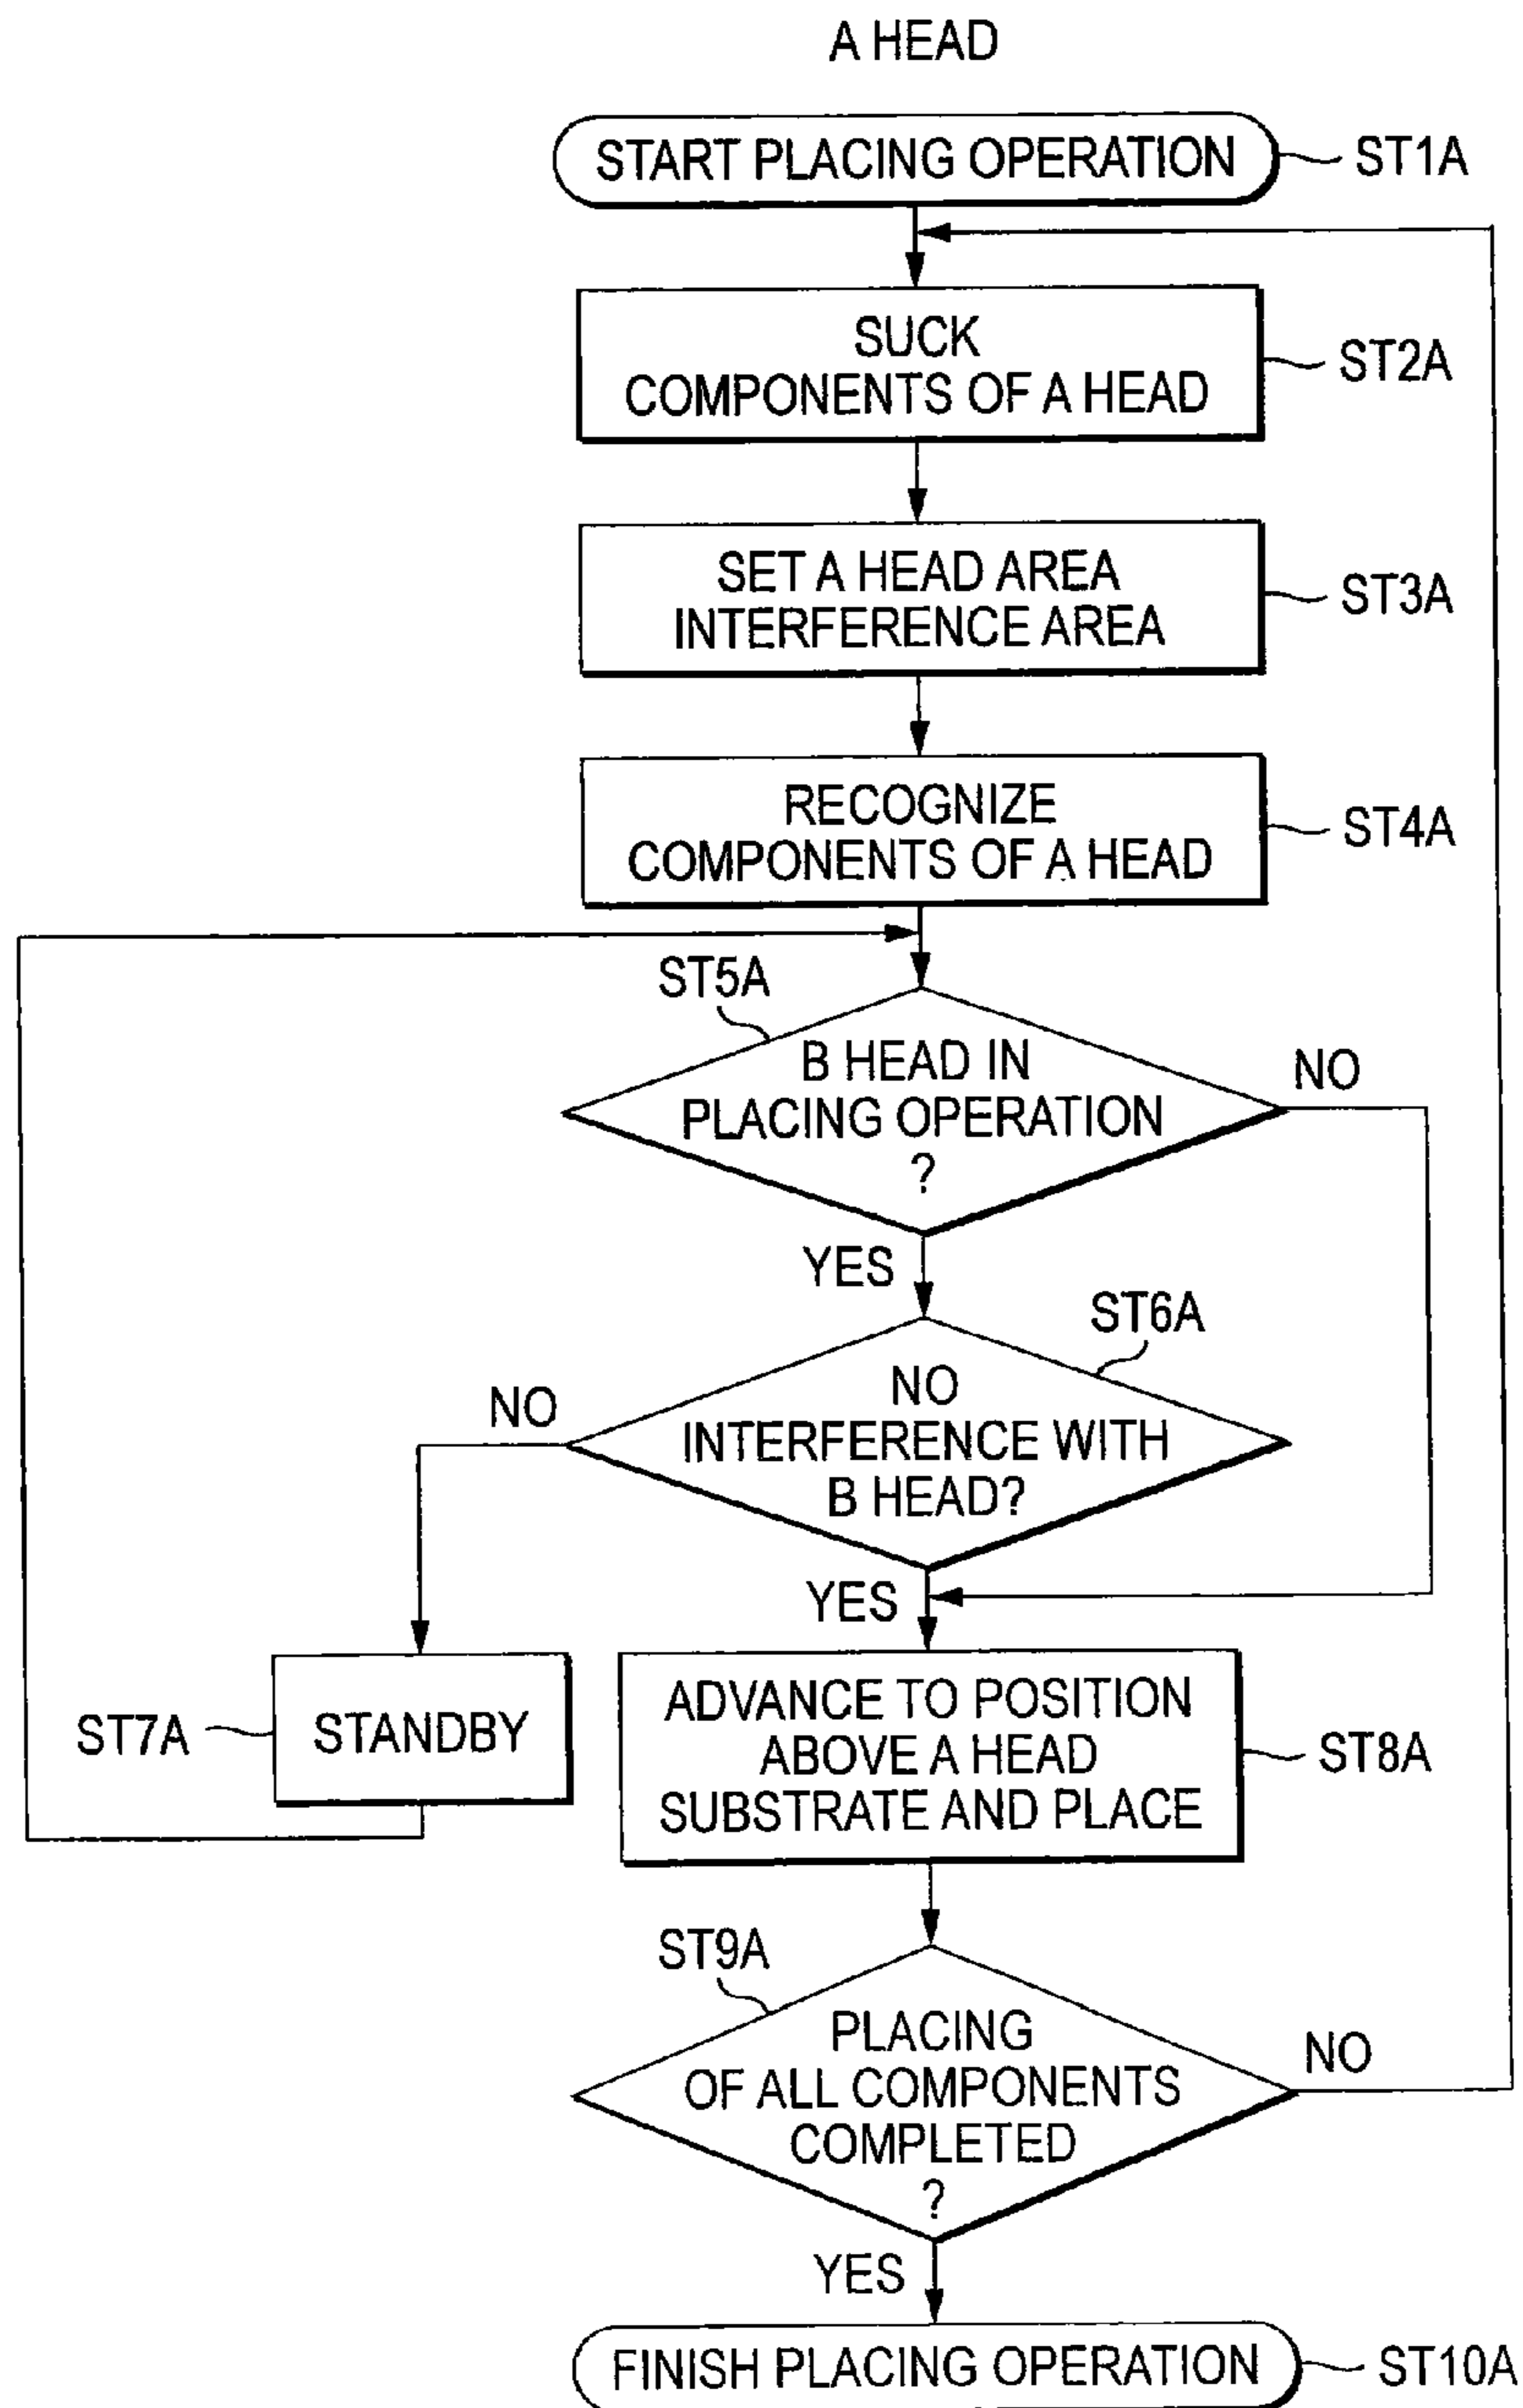 A HEAD
START PLACING OPERATION
ST1A
SUCK
COMPONENTS OF A HEAD
ST2A
SET A HEAD AREA
INTERFERENCE AREA
ST3A
RECOGNIZE
COMPONENTS OF A HEAD
ST4A
ST5A
B HEAD IN
PLACING OPERATION
?
NO
YES
ST6A
NO
INTERFERENCE WITH
B HEAD?
NO
YES
ST7A
STANDBY
ADVANCE TO POSITION
ABOVE A HEAD
SUBSTRATE AND PLACE
ST8A
ST9A
PLACING
OF ALL COMPONENTS
COMPLETED
?
NO
YES
FINISH PLACING OPERATION
ST10A